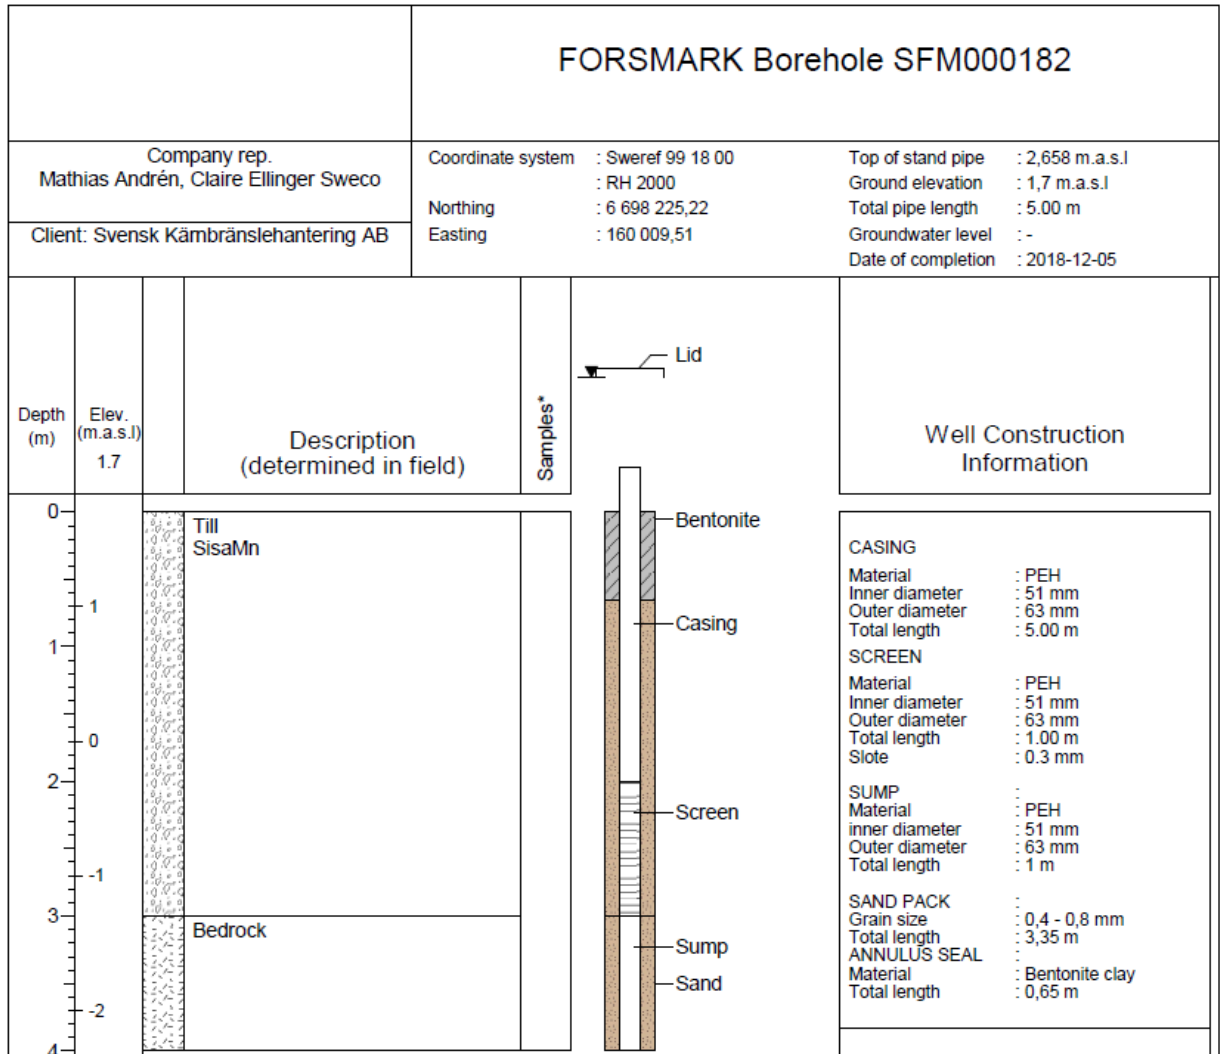 FORSMARK Borehole SFM000182
Company rep.
Mathias Andrén, Claire Ellinger Sweco
Client: Svensk Kärnbränslehantering AB
Coordinate system : Sweref 99 18 00
: RH 2000
Northing : 6 698 225,22
Easting : 160 009,51
Top of stand pipe : 2,658 m.a.s.l
Ground elevation : 1,7 m.a.s.l
Total pipe length : 5.00 m
Groundwater level : -
Date of completion : 2018-12-05
Depth
(m)
Elev.
(m.a.s.l)
1.7
Description
(determined in field)
Samples*
Lid
Well Construction
Information
0
1
2
3
4
1
0
-1
-2
Till
SisaMn
Bedrock
Bentonite
Casing
Screen
Sump
Sand
CASING
Material : PEH
Inner diameter : 51 mm
Outer diameter : 63 mm
Total length : 5.00 m
SCREEN
Material : PEH
Inner diameter : 51 mm
Outer diameter : 63 mm
Total length : 1.00 m
Slote : 0.3 mm
SUMP :
Material : PEH
inner diameter : 51 mm
Outer diameter : 63 mm
Total length : 1 m
SAND PACK :
Grain size : 0,4 - 0,8 mm
Total length : 3,35 m
ANNULUS SEAL :
Material : Bentonite clay
Total length : 0,65 m